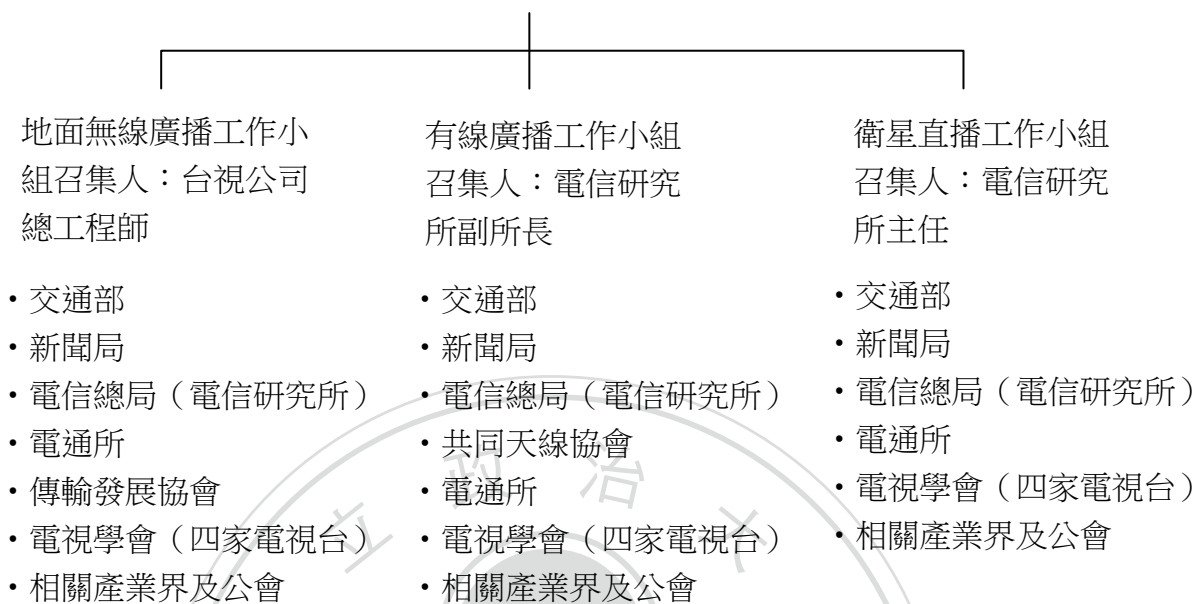 地面無線廣播工作小
組召集人：台視公司
總工程師
・交通部
・新聞局
・電信總局（電信研究所）
・電通所
・傳輸發展協會
・電視學會（四家電視台）
・相關產業界及公會
有線廣播工作小組
召集人：電信研究
所副所長
・交通部
・新聞局
・電信總局（電信研究所）
・共同天線協會
・電通所
・電視學會（四家電視台）
・相關產業界及公會
衛星直播工作小組
召集人：電信研究
所主任
・交通部
・新聞局
・電信總局（電信研究所）
・電通所
・電視學會（四家電視台）
・相關產業界及公會
立 政 治 大